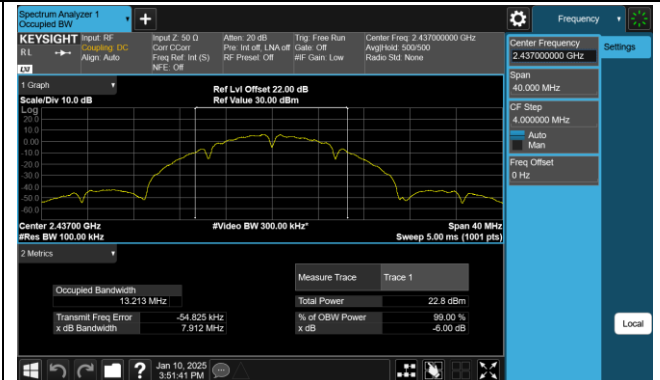 Spectrum Analyzer 1
Occupied BW
Frequency
KEYSIGHT
RL
LXI
Input: RF
Coupling: DC
Align: Auto
Input Z: 50 Ω
Corr CCorr
Freq Ref: Int (S)
NFE: Off
Atten: 20 dB
Pre: Int off, LNA off
RF Presel: Off
Trig: Free Run
Gate: Off
#IF Gain: Low
Center Freq: 2.437000000 GHz
Avg|Hold: 500/500
Radio Std: None
Center Frequency
2.437000000 GHz
Settings
Span
40.000 MHz
CF Step
4.000000 MHz
Auto
Man
Freq Offset
0 Hz
1 Graph
Scale/Div 10.0 dB
Ref Lvl Offset 22.00 dB
Ref Value 30.00 dBm
Log
20.0
10.0
0.00
-10.0
-20.0
-30.0
-40.0
-50.0
-60.0
Center 2.43700 GHz
#Res BW 100.00 kHz
#Video BW 300.00 kHz*
Span 40 MHz
Sweep 5.00 ms (1001 pts)
2 Metrics
Measure Trace Trace 1
Occupied Bandwidth
13.213 MHz
Total Power 22.8 dBm
Transmit Freq Error -54.825 kHz
% of OBW Power 99.00 %
x dB Bandwidth 7.912 MHz
x dB -6.00 dB
Local
?
Jan 10, 2025
3:51:41 PM